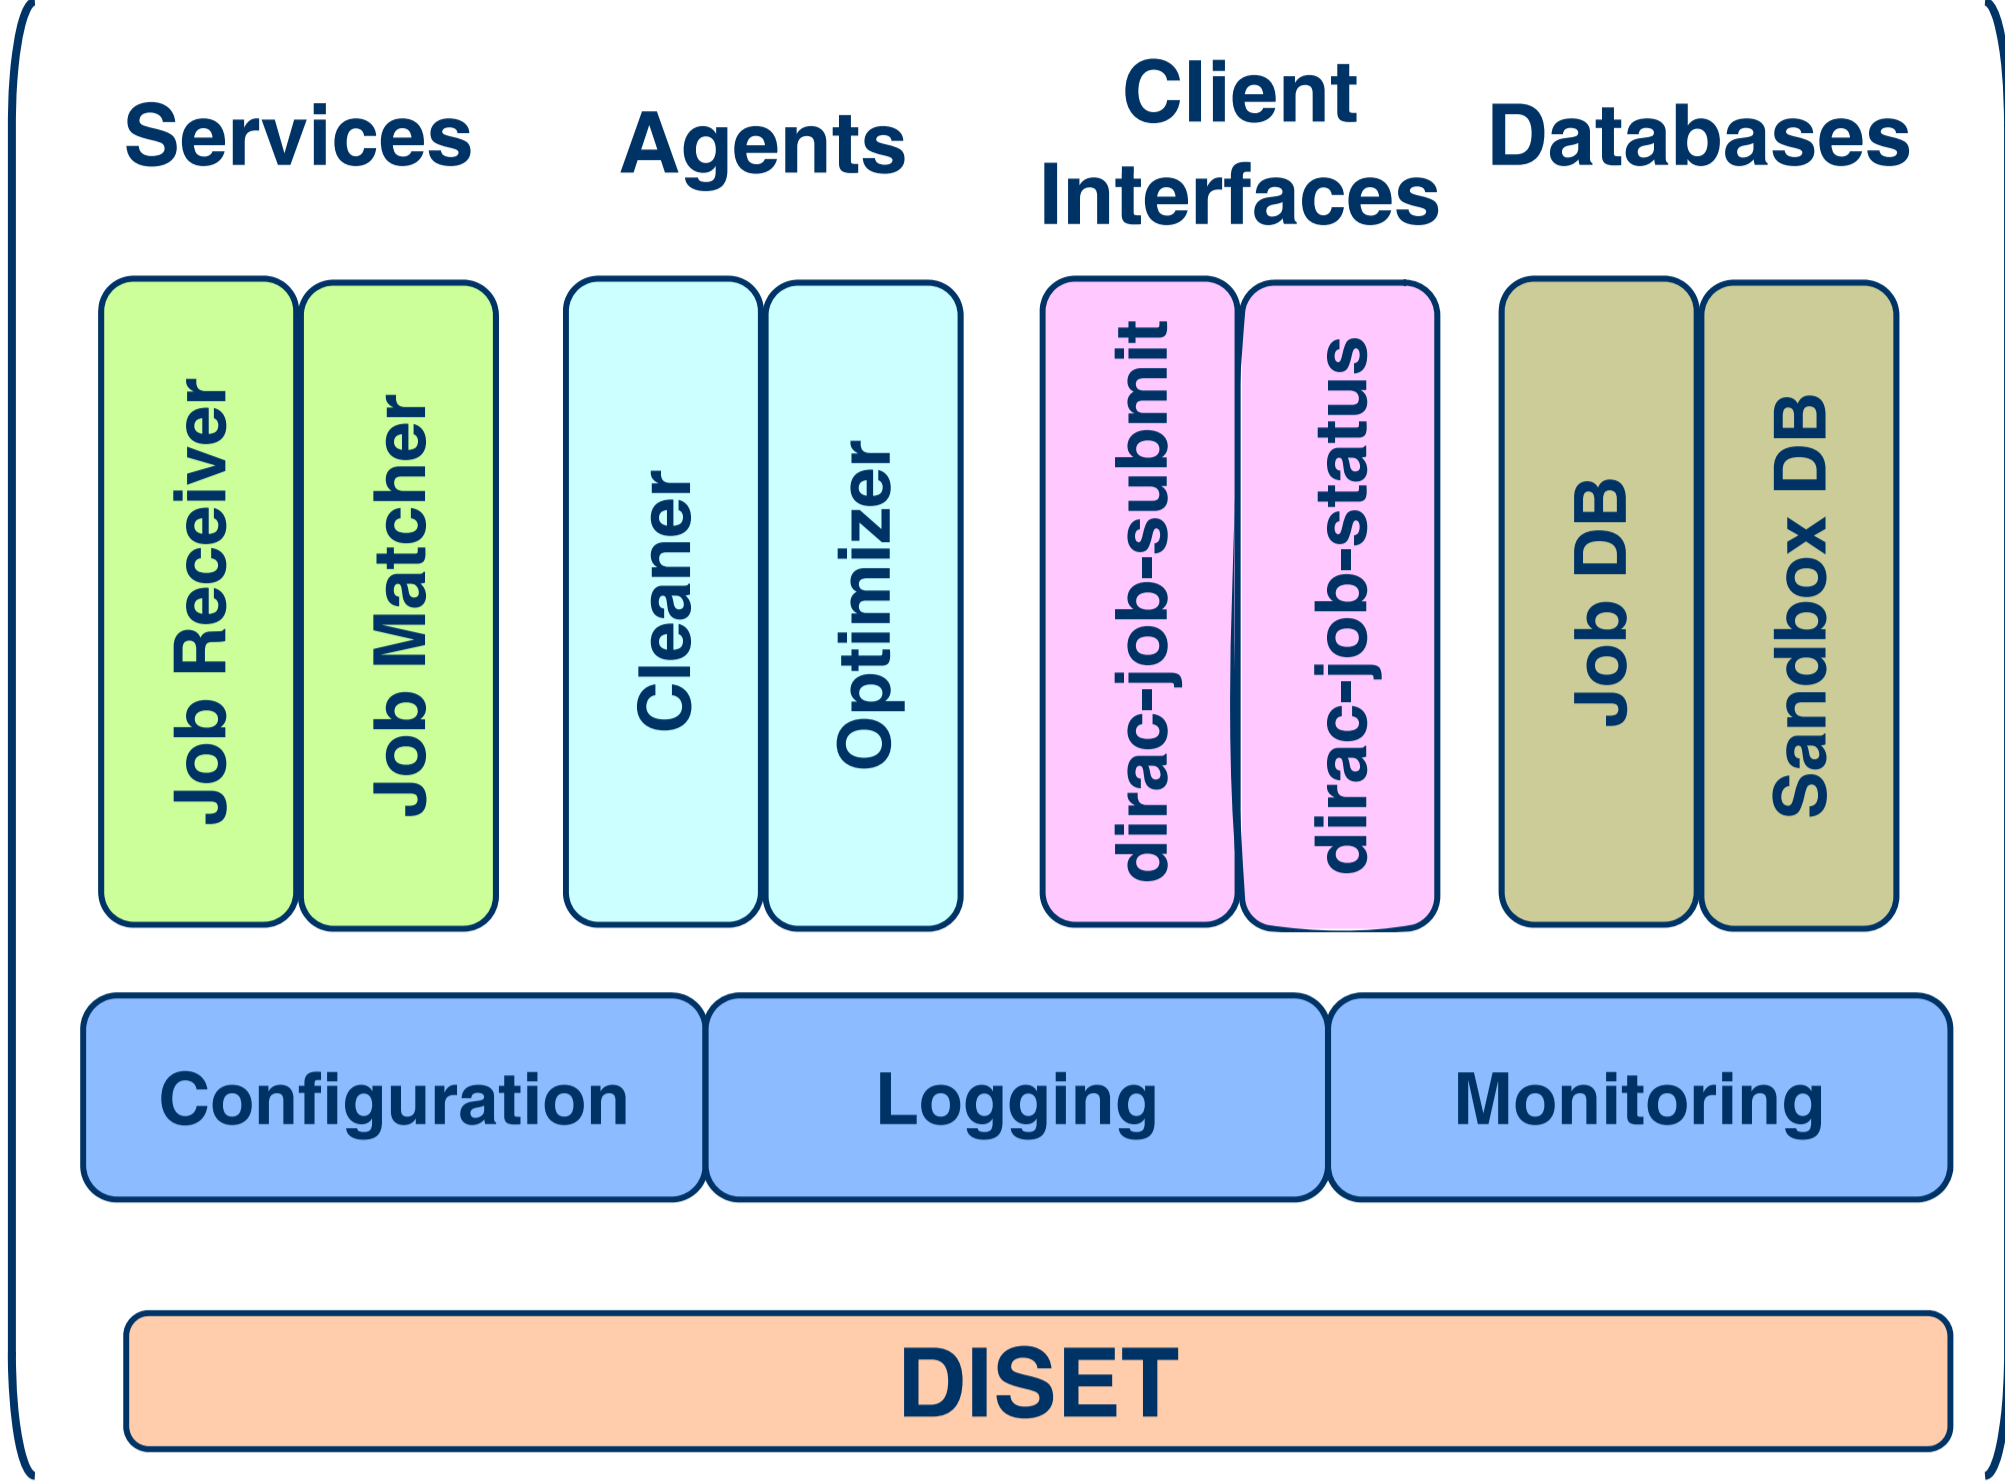 Services
Agents
Client
Interfaces
Databases
Job Receiver
Job Matcher
Cleaner
Optimizer
dirac-job-submit
dirac-job-status
Job DB
Sandbox DB
Configuration
Logging
Monitoring
DISET